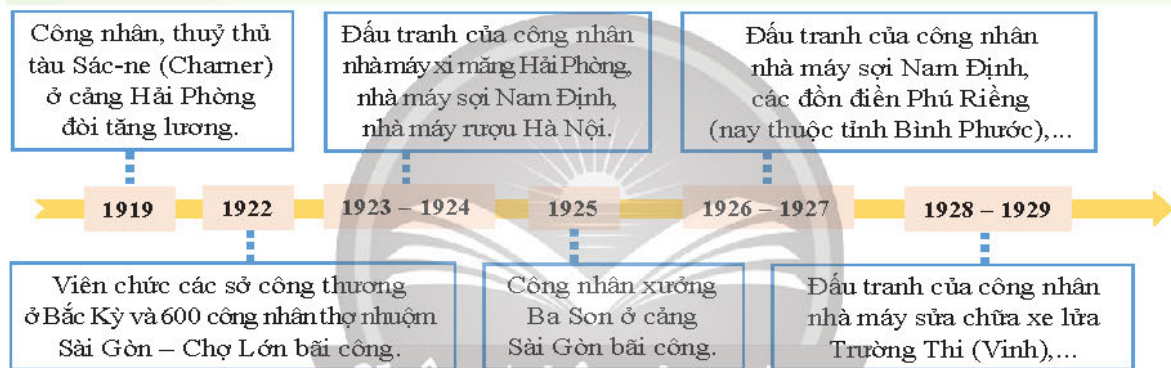 Công nhân, thuỷ thủ
tàu Sác-ne (Charner)
ở cảng Hải Phòng
đòi tăng lương.
Đấu tranh của công nhân
nhà máy xi măng Hải Phòng,
nhà máy sợi Nam Định,
nhà máy rượu Hà Nội.
Đấu tranh của công nhân
nhà máy sợi Nam Định,
các đồn điền Phú Riềng
(nay thuộc tỉnh Bình Phước),...
1919
1922
1923 – 1924
1925
1926 – 1927
1928 – 1929
Viên chức các sở công thương
ở Bắc Kỳ và 600 công nhân thợ nhuộm
Sài Gòn – Chợ Lớn bãi công.
Công nhân xưởng
Ba Son ở cảng
Sài Gòn bãi công.
Đấu tranh của công nhân
nhà máy sửa chữa xe lửa
Trường Thi (Vinh),...